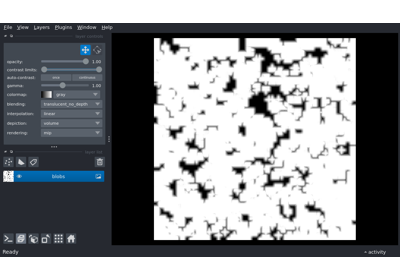 File View Layers Plugins Window Help
opacity: 1.00
contrast limits:
auto-contrast: once continuous
gamma: 1.00
colormap: gray
blending: translucent_no_depth
interpolation: linear
depiction: volume
rendering: mip
blobs
Ready
activity